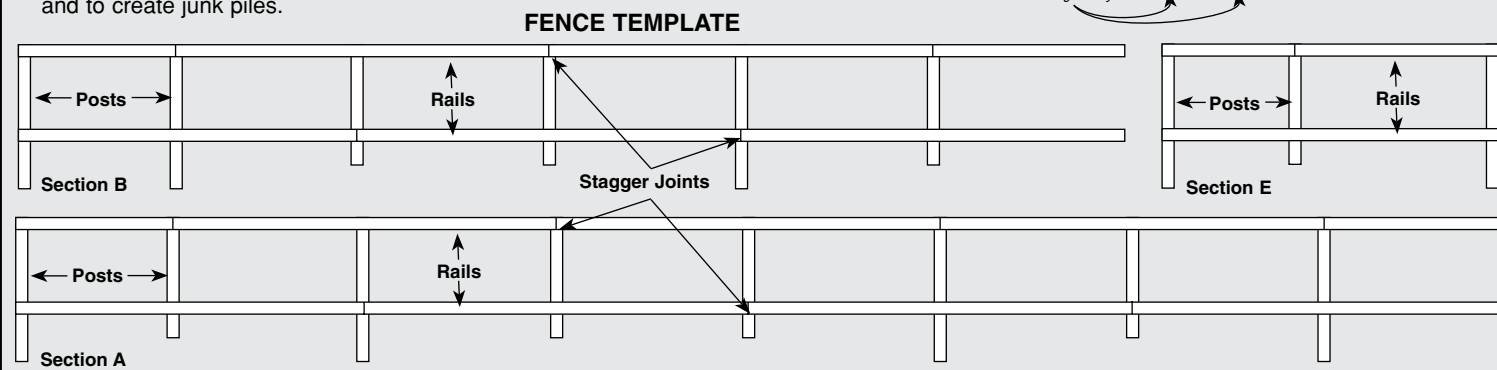 and to create junk piles.
FENCE TEMPLATE
Posts
Rails
Posts
Rails
Stagger Joints
Section B
Section E
Posts
Rails
Section A